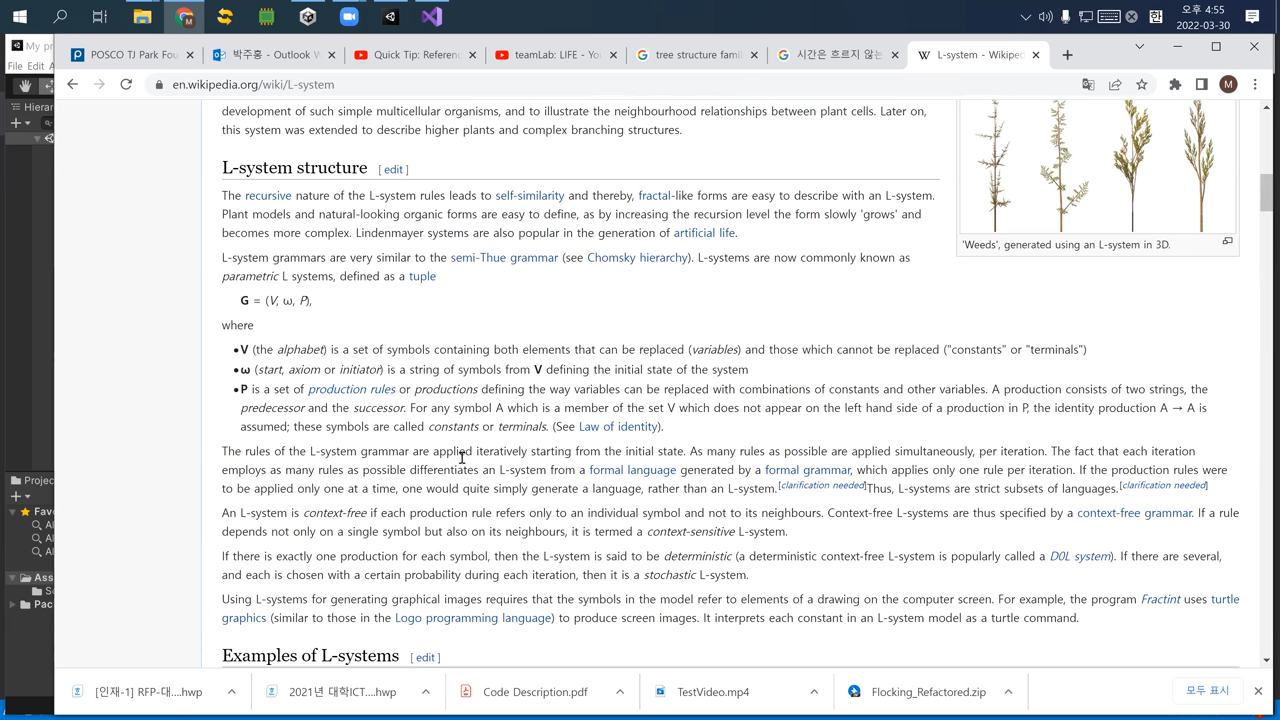 오후 4:55
2022-03-30
한
My pr
File Edit A
Hierar
Projec
Favo
Al
Al
Al
Ass
Sc
Pack
POSCO TJ Park Fou
박주홍 - Outlook W
Quick Tip: Referenc
teamLab: LIFE - Yo
tree structure famil
시간은 흐르지 않는
L-system - Wikiped
en.wikipedia.org/wiki/L-system
M
development of such simple multicellular organisms, and to illustrate the neighbourhood relationships between plant cells. Later on,
this system was extended to describe higher plants and complex branching structures.
L-system structure [ edit ]
The recursive nature of the L-system rules leads to self-similarity and thereby, fractal-like forms are easy to describe with an L-system.
Plant models and natural-looking organic forms are easy to define, as by increasing the recursion level the form slowly 'grows' and
becomes more complex. Lindenmayer systems are also popular in the generation of artificial life.
'Weeds', generated using an L-system in 3D.
L-system grammars are very similar to the semi-Thue grammar (see Chomsky hierarchy). L-systems are now commonly known as
parametric L systems, defined as a tuple
G = (V, ω, P),
where
• V (the alphabet) is a set of symbols containing both elements that can be replaced (variables) and those which cannot be replaced ("constants" or "terminals")
• ω (start, axiom or initiator) is a string of symbols from V defining the initial state of the system
• P is a set of production rules or productions defining the way variables can be replaced with combinations of constants and other variables. A production consists of two strings, the
predecessor and the successor. For any symbol A which is a member of the set V which does not appear on the left hand side of a production in P, the identity production A → A is
assumed; these symbols are called constants or terminals. (See Law of identity).
The rules of the L-system grammar are applied iteratively starting from the initial state. As many rules as possible are applied simultaneously, per iteration. The fact that each iteration
employs as many rules as possible differentiates an L-system from a formal language generated by a formal grammar, which applies only one rule per iteration. If the production rules were
to be applied only one at a time, one would quite simply generate a language, rather than an L-system.[clarification needed]Thus, L-systems are strict subsets of languages.[clarification needed]
An L-system is context-free if each production rule refers only to an individual symbol and not to its neighbours. Context-free L-systems are thus specified by a context-free grammar. If a rule
depends not only on a single symbol but also on its neighbours, it is termed a context-sensitive L-system.
If there is exactly one production for each symbol, then the L-system is said to be deterministic (a deterministic context-free L-system is popularly called a D0L system). If there are several,
and each is chosen with a certain probability during each iteration, then it is a stochastic L-system.
Using L-systems for generating graphical images requires that the symbols in the model refer to elements of a drawing on the computer screen. For example, the program Fractint uses turtle
graphics (similar to those in the Logo programming language) to produce screen images. It interprets each constant in an L-system model as a turtle command.
Examples of L-systems [ edit ]
[인재-1] RFP-대....hwp
2021년 대학ICT....hwp
Code Description.pdf
TestVideo.mp4
Flocking_Refactored.zip
모두 표시